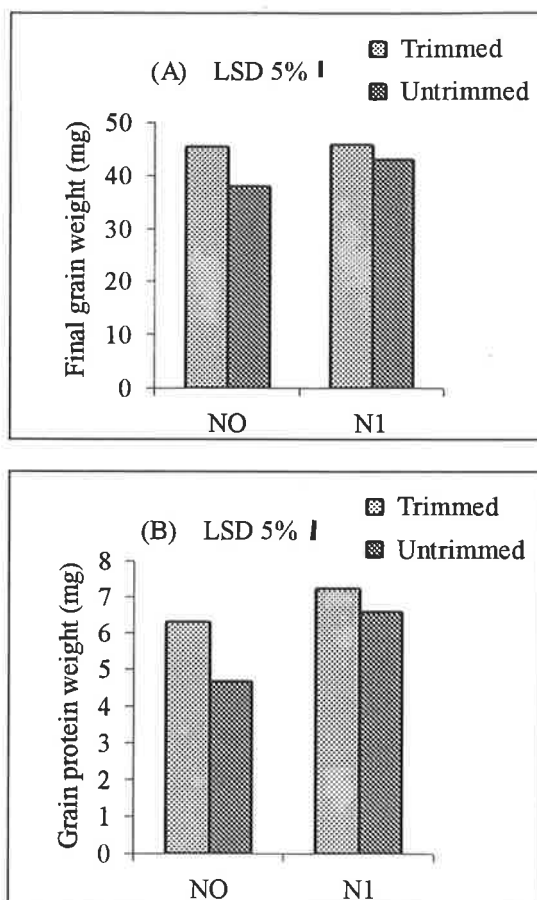 Trimmed
(A) LSD 5%
Untrimmed
50
40
30
20
10
0
Final grain weight (mg)
NO
N1
Trimmed
(B) LSD 5%
Untrimmed
8
7
6
5
4
3
2
1
0
Grain protein weight (mg)
NO
N1